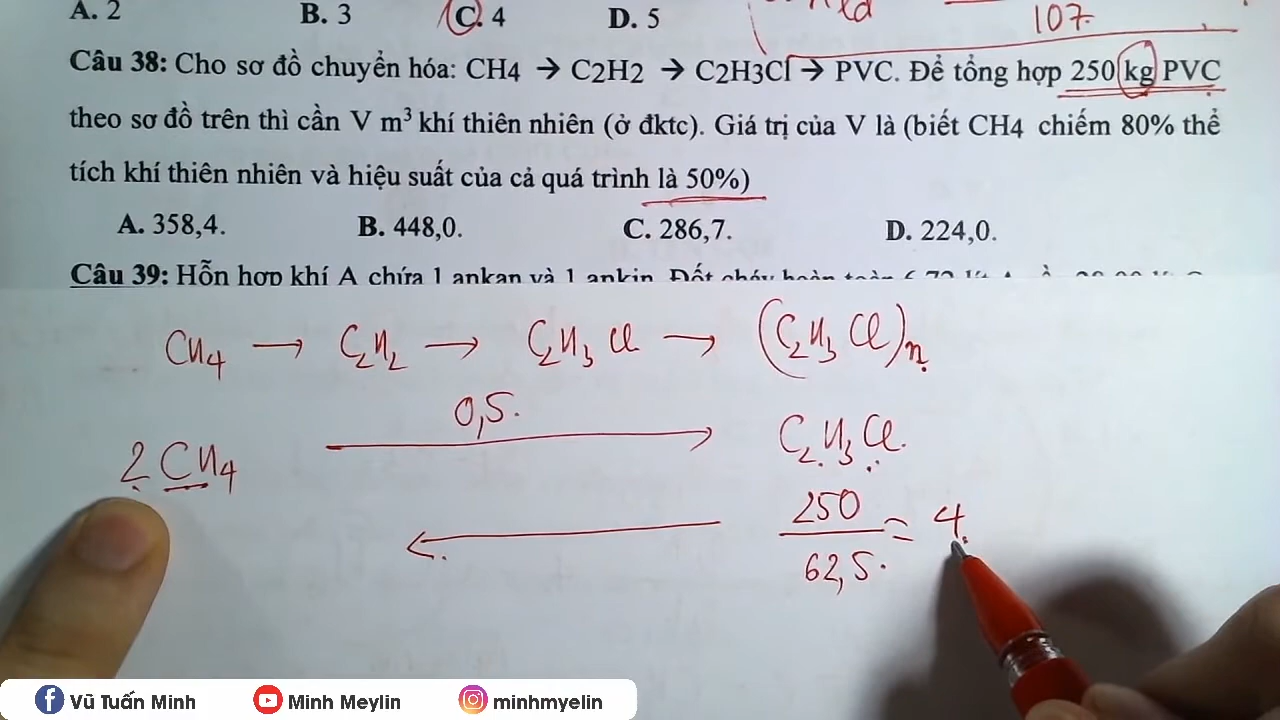 A. 2 B. 3 C. 4 D. 5
107
Câu 38: Cho sơ đồ chuyển hóa: CH4 → C2H2 → C2H3Cl → PVC. Để tổng hợp 250 kg PVC
theo sơ đồ trên thì cần V m³ khí thiên nhiên (ở đktc). Giá trị của V là (biết CH4 chiếm 80% thể
tích khí thiên nhiên và hiệu suất của cả quá trình là 50%)
A. 358,4. B. 448,0. C. 286,7. D. 224,0.
Câu 39: Hỗn hợp khí A chứa 1 ankan và 1 ankin. Đốt cháy hoàn toàn
CH4 → C2H2 → C2H3Cl → (C2H3Cl)n
0,5.
2CH4 → C2H3Cl.
← 250/62,5. = 4.
Vũ Tuấn Minh Minh Meylin minhmyelin